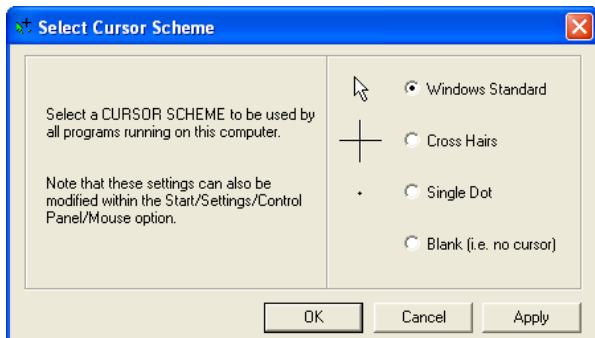 Select Cursor Scheme
Select a CURSOR SCHEME to be used by
all programs running on this computer.
Note that these settings can also be
modified within the Start/Settings/Control
Panel/Mouse option.
Windows Standard
Cross Hairs
Single Dot
Blank (i.e. no cursor)
OK
Cancel
Apply